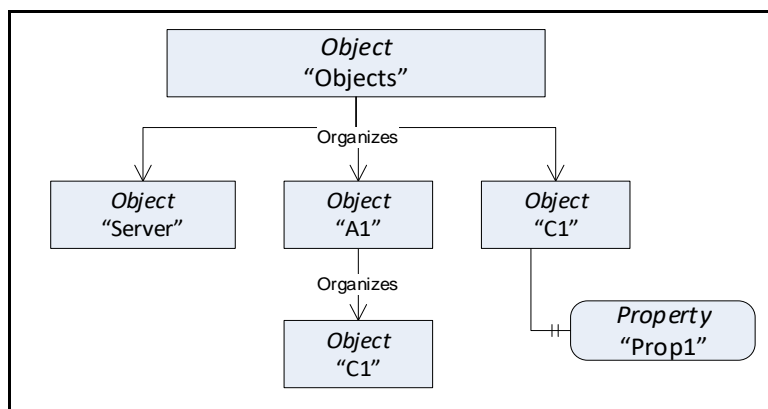 Object
“Objects”
Organizes
Object
“Server”
Object
“A1”
Object
“C1”
Organizes
Object
“C1”
Property
“Prop1”